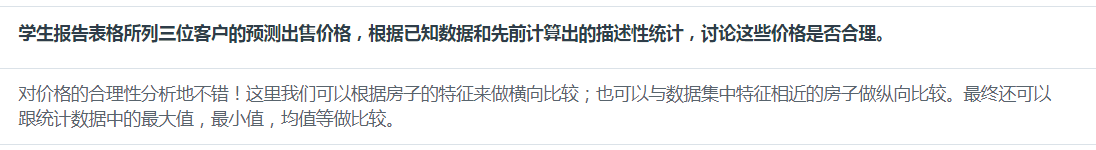 学生报告表格所列三位客户的预测出售价格，根据已知数据和先前计算出的描述性统计，讨论这些价格是否合理。
对价格的合理性分析地不错！这里我们可以根据房子的特征来做横向比较；也可以与数据集中特征相近的房子做纵向比较。最终还可以
跟统计数据中的最大值，最小值，均值等做比较。